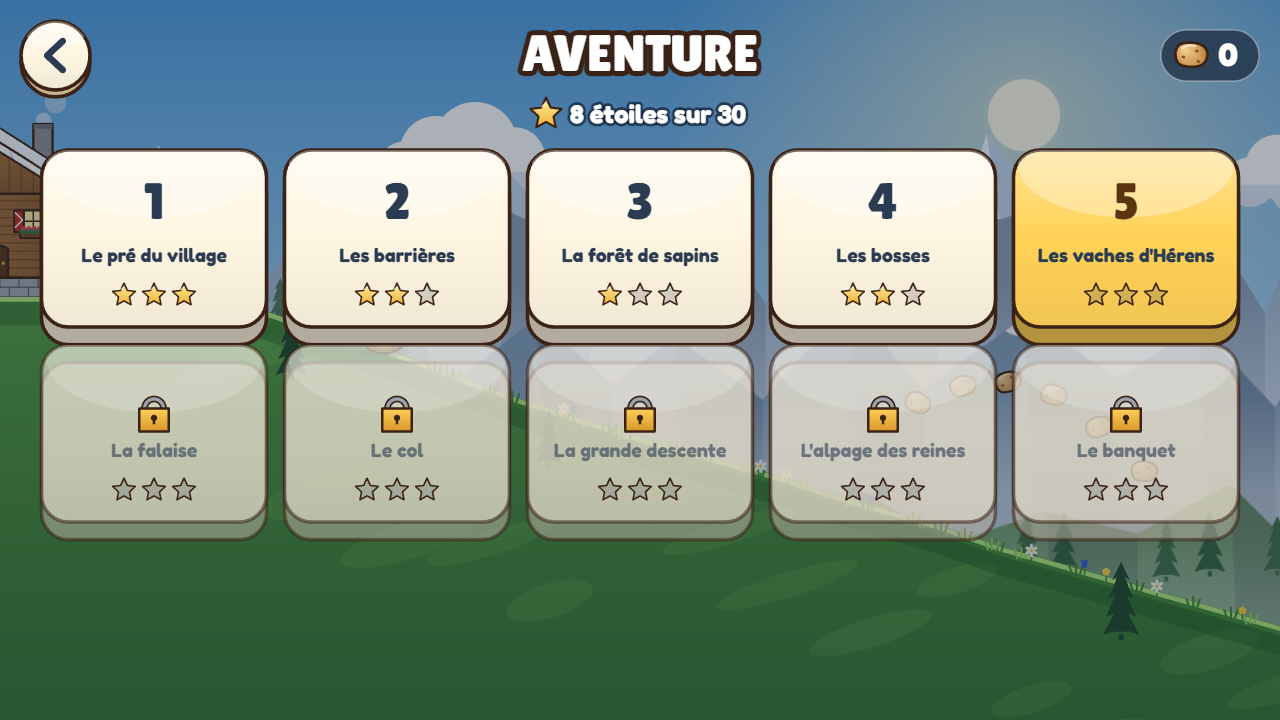 AVENTURE
0
8 étoiles sur 30
1
2
3
4
5
Le pré du village
Les barrières
La forêt de sapins
Les bosses
Les vaches d'Hérens
La falaise
Le col
La grande descente
L'alpage des reines
Le banquet